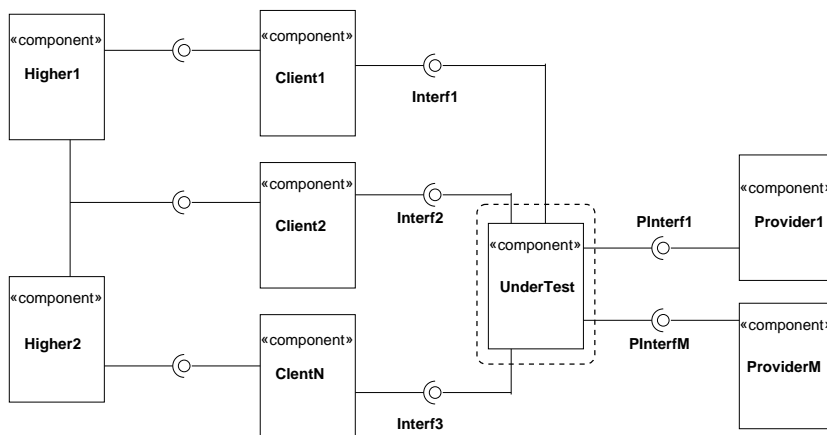 «component»
Higher1
«component»
Client1
Interf1
«component»
Client2
Interf2
«component»
UnderTest
PInterf1
«component»
Provider1
«component»
Higher2
«component»
ClentN
Interf3
PInterfM
«component»
ProviderM